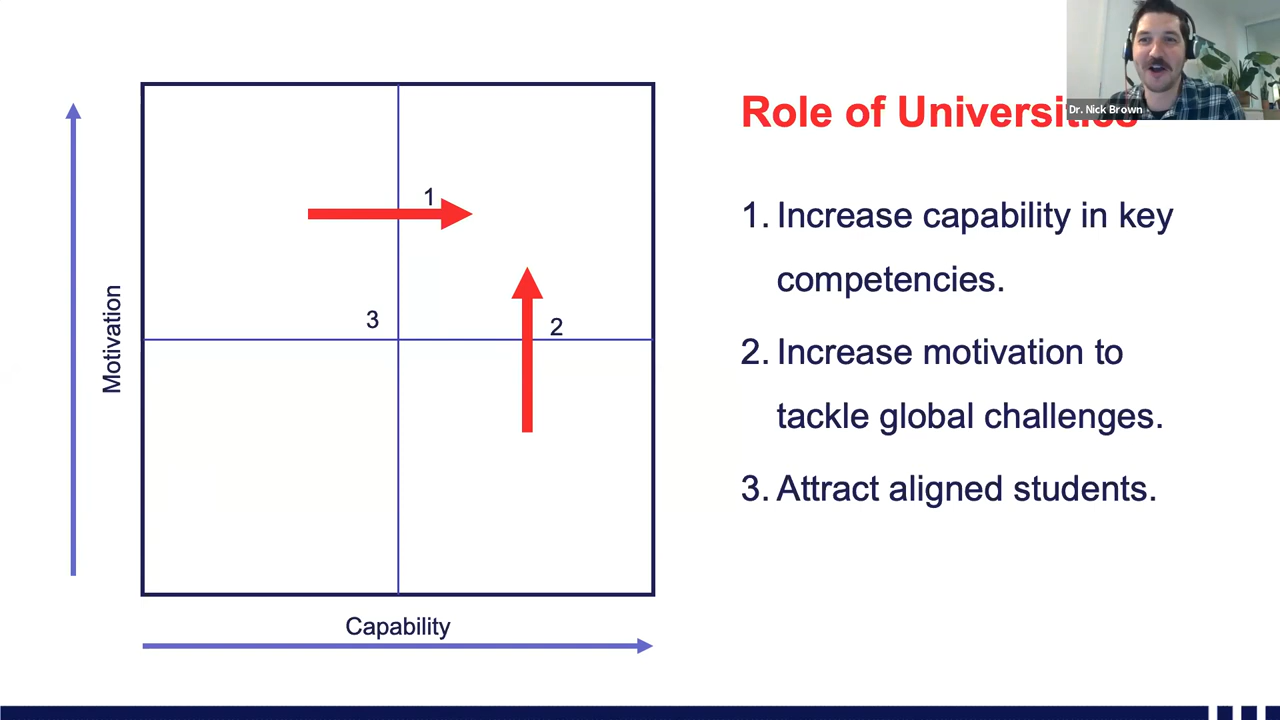 Dr. Nick Brown
Role of Universities
1
3
2
Motivation
Capability
1. Increase capability in key
competencies.
2. Increase motivation to
tackle global challenges.
3. Attract aligned students.